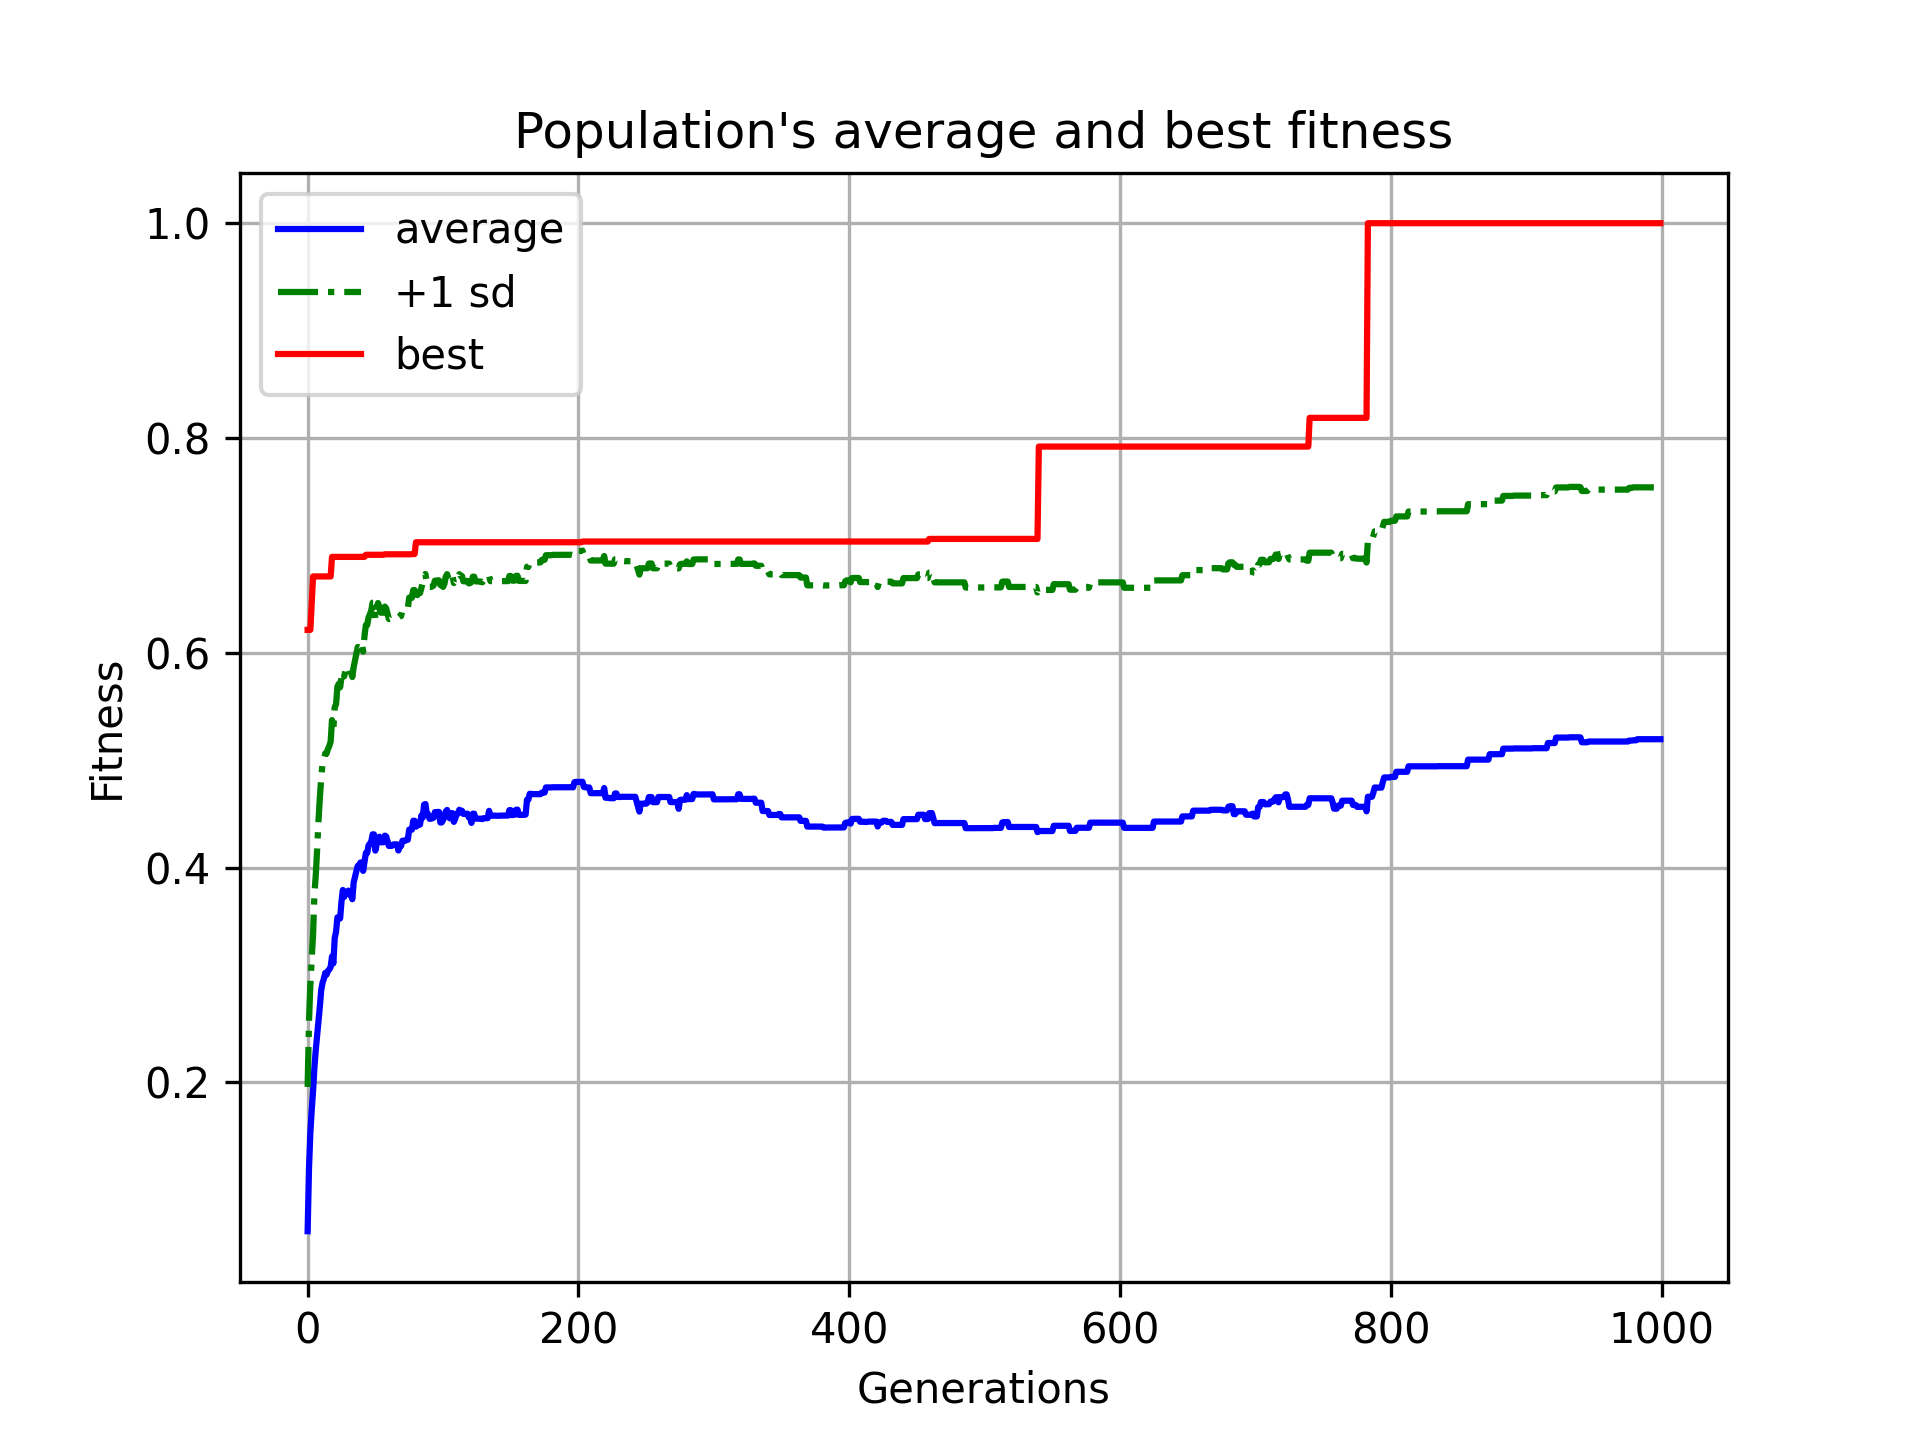 Population's average and best fitness
average
+1 sd
best
1.0
0.8
0.6
0.4
0.2
Fitness
0 200 400 600 800 1000
Generations